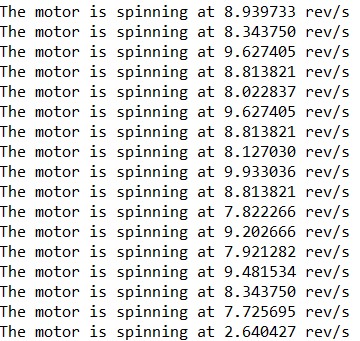 The motor is spinning at 8.939733 rev/s
The motor is spinning at 8.343750 rev/s
The motor is spinning at 9.627405 rev/s
The motor is spinning at 8.813821 rev/s
The motor is spinning at 8.022837 rev/s
The motor is spinning at 9.627405 rev/s
The motor is spinning at 8.813821 rev/s
The motor is spinning at 8.127030 rev/s
The motor is spinning at 9.933036 rev/s
The motor is spinning at 8.813821 rev/s
The motor is spinning at 7.822266 rev/s
The motor is spinning at 9.202666 rev/s
The motor is spinning at 7.921282 rev/s
The motor is spinning at 9.481534 rev/s
The motor is spinning at 8.343750 rev/s
The motor is spinning at 7.725695 rev/s
The motor is spinning at 2.640427 rev/s